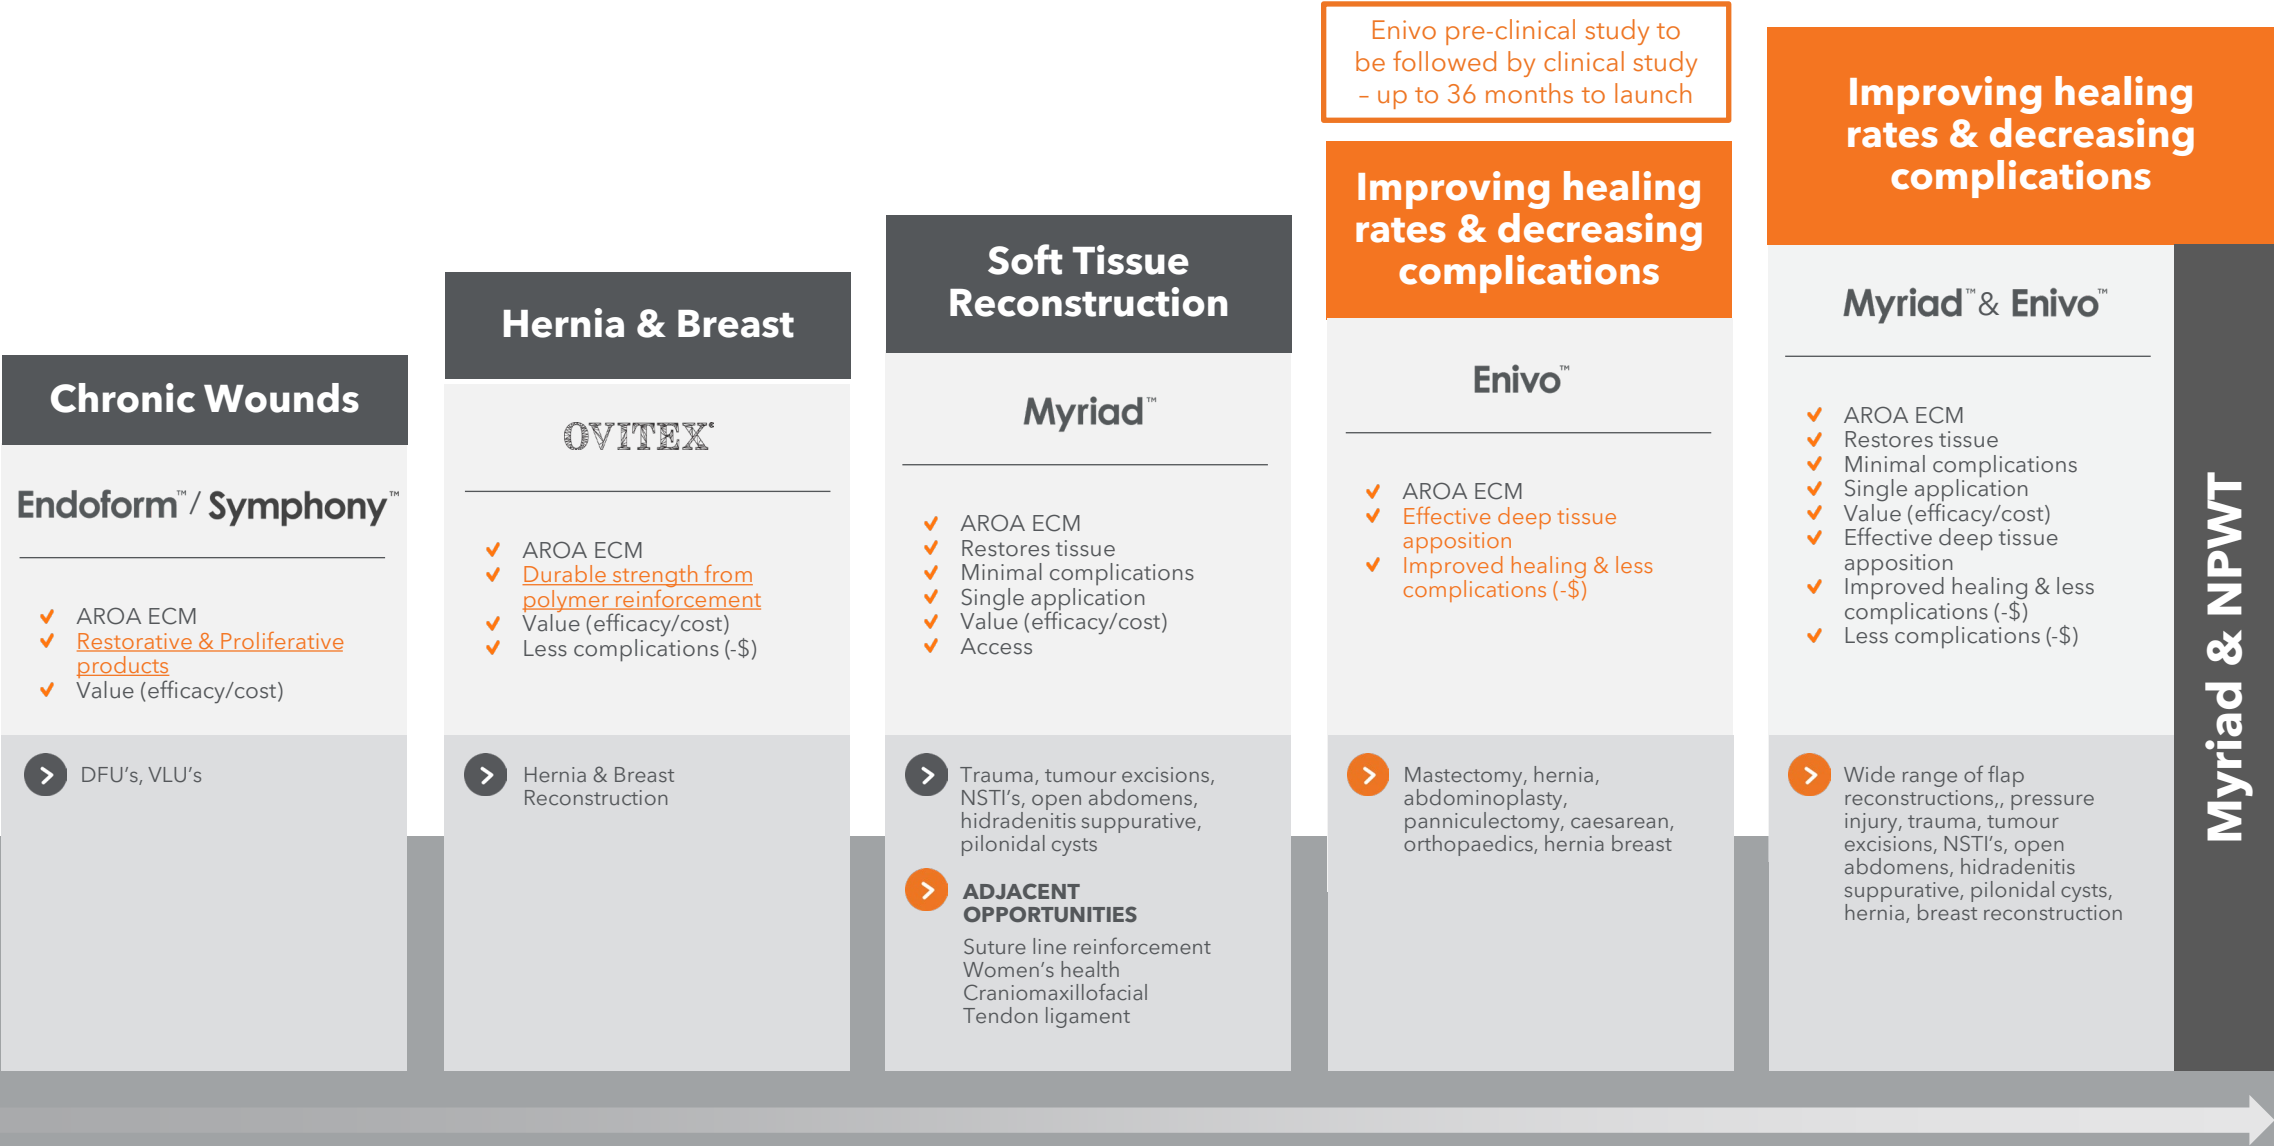 Chronic Wounds
Endoform™/ Symphony™
AROA ECM
Restorative & Proliferative
products
Value (efficacy/cost)
DFU's, VLU's
Hernia & Breast
OVITEX®
AROA ECM
Durable strength from
polymer reinforcement
Value (efficacy/cost)
Less complications (-$)
Hernia & Breast
Reconstruction
Soft Tissue
Reconstruction
Myriad™
AROA ECM
Restores tissue
Minimal complications
Single application
Value (efficacy/cost)
Access
Trauma, tumour excisions,
NSTI's, open abdomens,
hidradenitis suppurative,
pilonidal cysts
ADJACENT
OPPORTUNITIES
Suture line reinforcement
Women's health
Craniomaxillofacial
Tendon ligament
Enivo pre-clinical study to
be followed by clinical study
– up to 36 months to launch
Improving healing
rates & decreasing
complications
Enivo™
AROA ECM
Effective deep tissue
apposition
Improved healing & less
complications (-$)
Mastectomy, hernia,
abdominoplasty,
panniculectomy, caesarean,
orthopaedics, hernia breast
Improving healing
rates & decreasing
complications
Myriad™ & Enivo™
AROA ECM
Restores tissue
Minimal complications
Single application
Value (efficacy/cost)
Effective deep tissue
apposition
Improved healing & less
complications (-$)
Less complications (-$)
Wide range of flap
reconstructions,, pressure
injury, trauma, tumour
excisions, NSTI's, open
abdomens, hidradenitis
suppurative, pilonidal cysts,
hernia, breast reconstruction
Myriad & NPWT